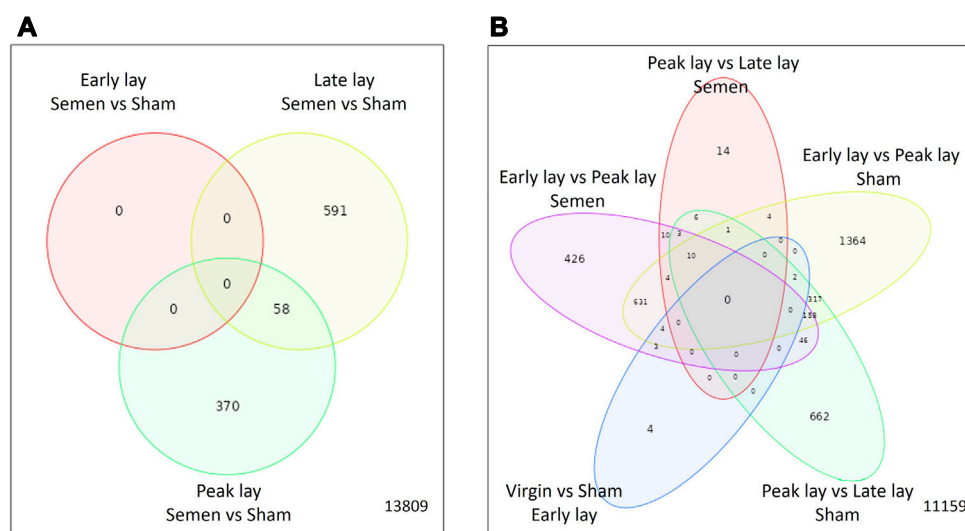 A
Early lay
Semen vs Sham
Late lay
Semen vs Sham
0
0
591
0
0
58
370
Peak lay
Semen vs Sham
13809
B
Peak lay vs Late lay
Semen
Early lay vs Peak lay
Sham
Early lay vs Peak lay
Semen
14
6
4
10
3
1
0
0
1364
426
10
0
4
2
631
0
317
0
158
4
0
46
3
0
0
0
0
0
0
4
662
Virgin vs Sham
Early lay
Peak lay vs Late lay
Sham
11159